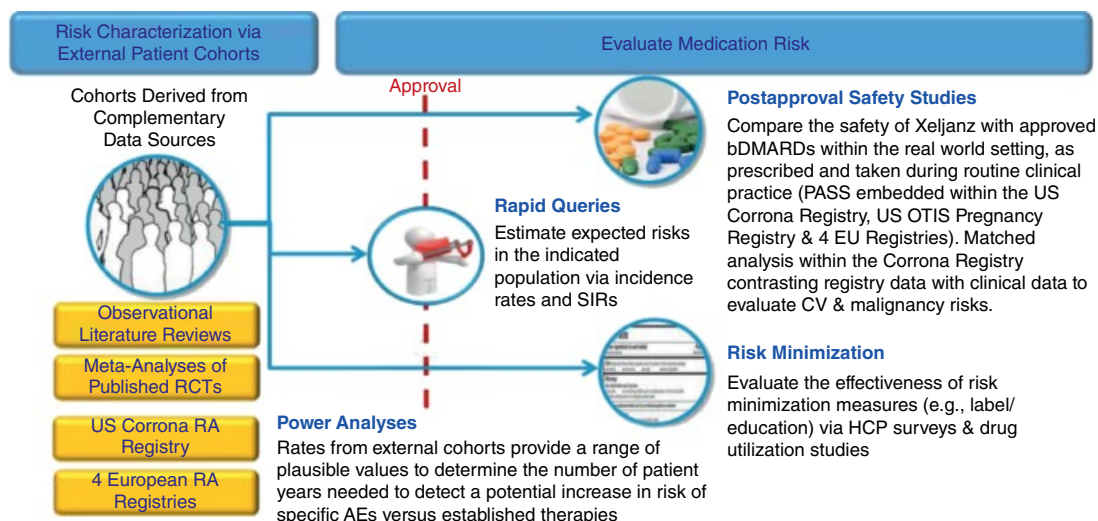 Risk Characterization via
External Patient Cohorts
Evaluate Medication Risk
Cohorts Derived from
Complementary
Data Sources
Observational
Literature Reviews
Meta-Analyses of
Published RCTs
US Corrona RA
Registry
4 European RA
Registries
Approval
Rapid Queries
Estimate expected risks
in the indicated
population via incidence
rates and SIRs
Power Analyses
Rates from external cohorts provide a range of
plausible values to determine the number of patient
years needed to detect a potential increase in risk of
specific AEs versus established therapies
Postapproval Safety Studies
Compare the safety of Xeljanz with approved
bDMARDs within the real world setting, as
prescribed and taken during routine clinical
practice (PASS embedded within the US
Corrona Registry, US OTIS Pregnancy
Registry & 4 EU Registries). Matched
analysis within the Corrona Registry
contrasting registry data with clinical data to
evaluate CV & malignancy risks.
Risk Minimization
Evaluate the effectiveness of risk
minimization measures (e.g., label/
education) via HCP surveys & drug
utilization studies